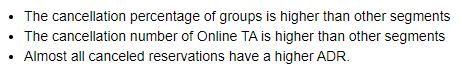 • The cancellation percentage of groups is higher than other segments
• The cancellation number of Online TA is higher than other segments
• Almost all canceled reservations have a higher ADR.